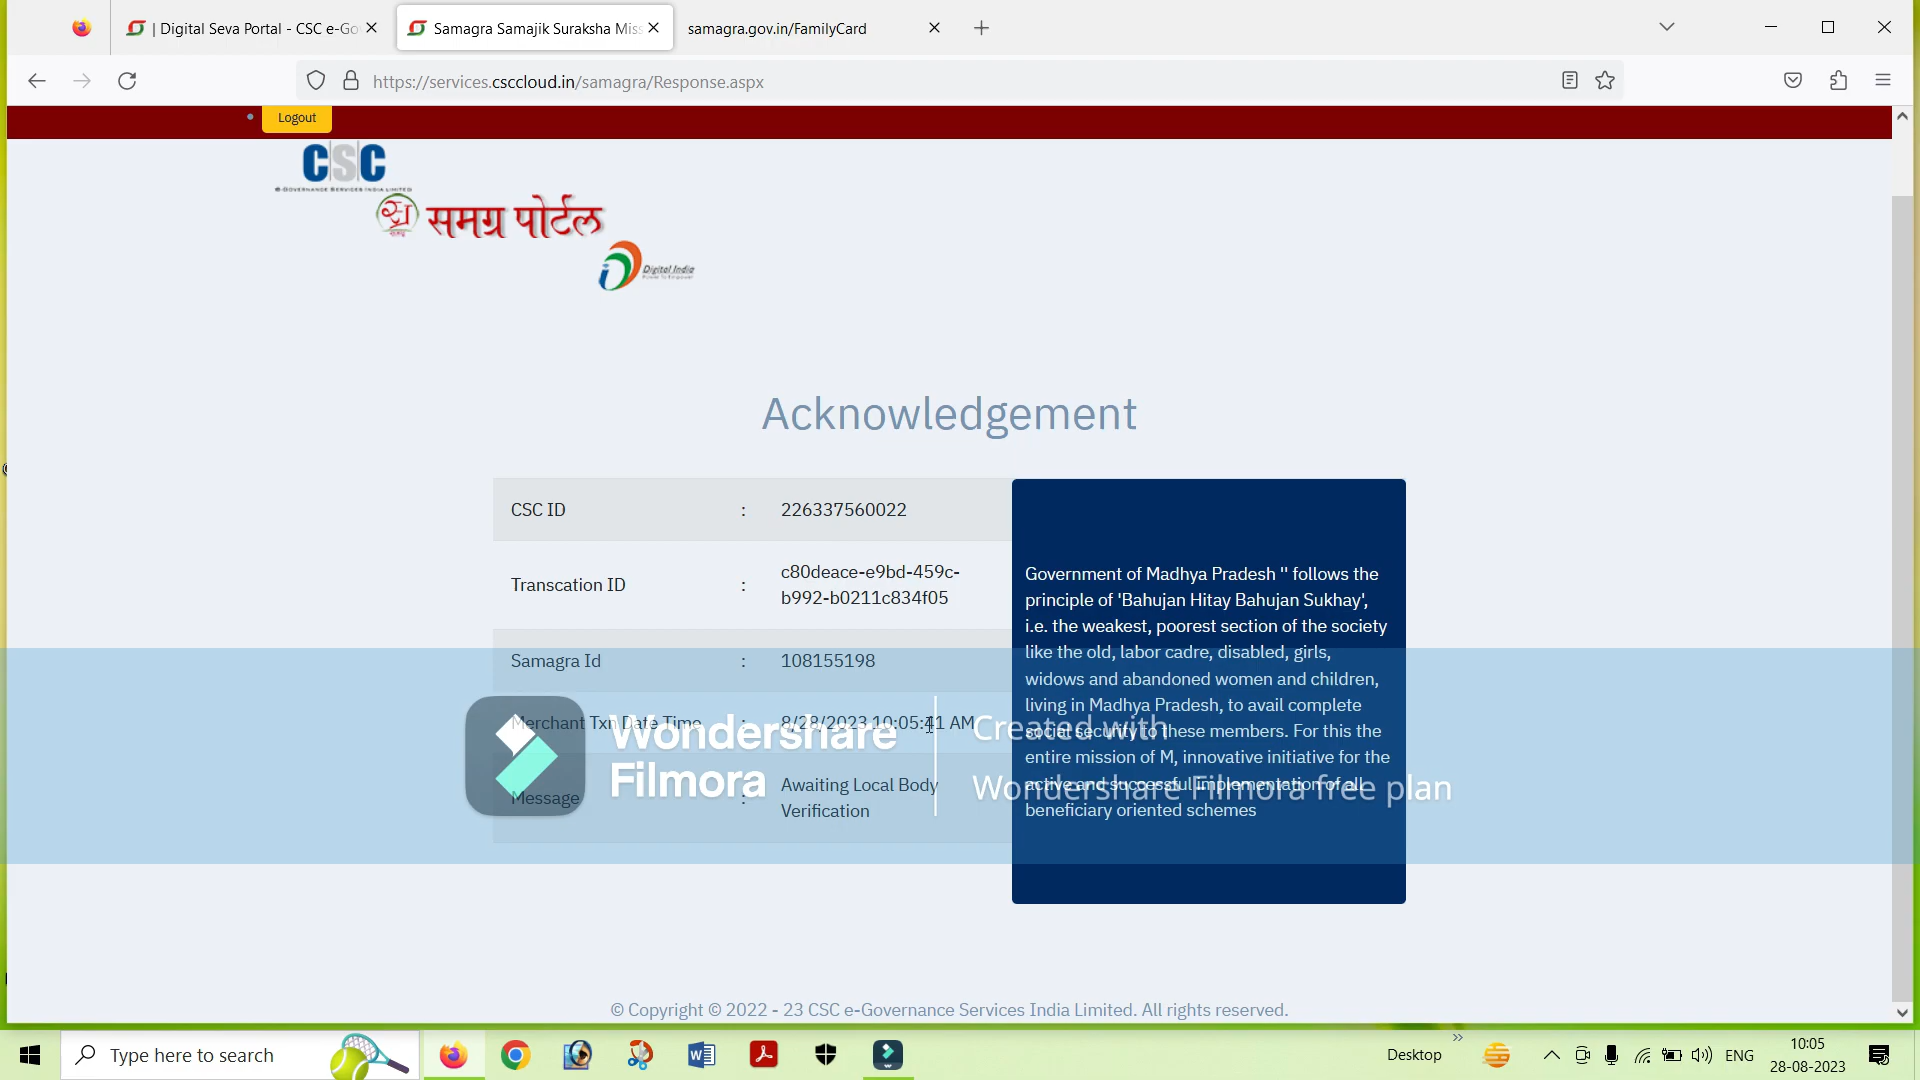 | Digital Seva Portal - CSC e-Go
Samagra Samajik Suraksha Miss
samagra.gov.in/FamilyCard
https://services.csccloud.in/samagra/Response.aspx
Logout
CSC
e-GOVERNANCE SERVICES INDIA LIMITED
समग्र पोर्टल
Digital India
Acknowledgement
CSC ID : 226337560022
Transcation ID : c80deace-e9bd-459c-
b992-b0211c834f05
Samagra Id : 108155198
Merchant Txn Date Time : 8/28/2023 10:05:41 AM
Message : Awaiting Local Body
Verification
Government of Madhya Pradesh " follows the
principle of 'Bahujan Hitay Bahujan Sukhay',
i.e. the weakest, poorest section of the society
like the old, labor cadre, disabled, girls,
widows and abandoned women and children,
living in Madhya Pradesh, to avail complete
social security to these members. For this the
entire mission of M, innovative initiative for the
active and successful implementation of all
beneficiary oriented schemes
Wondershare
Filmora
Created with
Wondershare Filmora free plan
© Copyright © 2022 - 23 CSC e-Governance Services India Limited. All rights reserved.
Type here to search
Desktop
ENG
10:05
28-08-2023